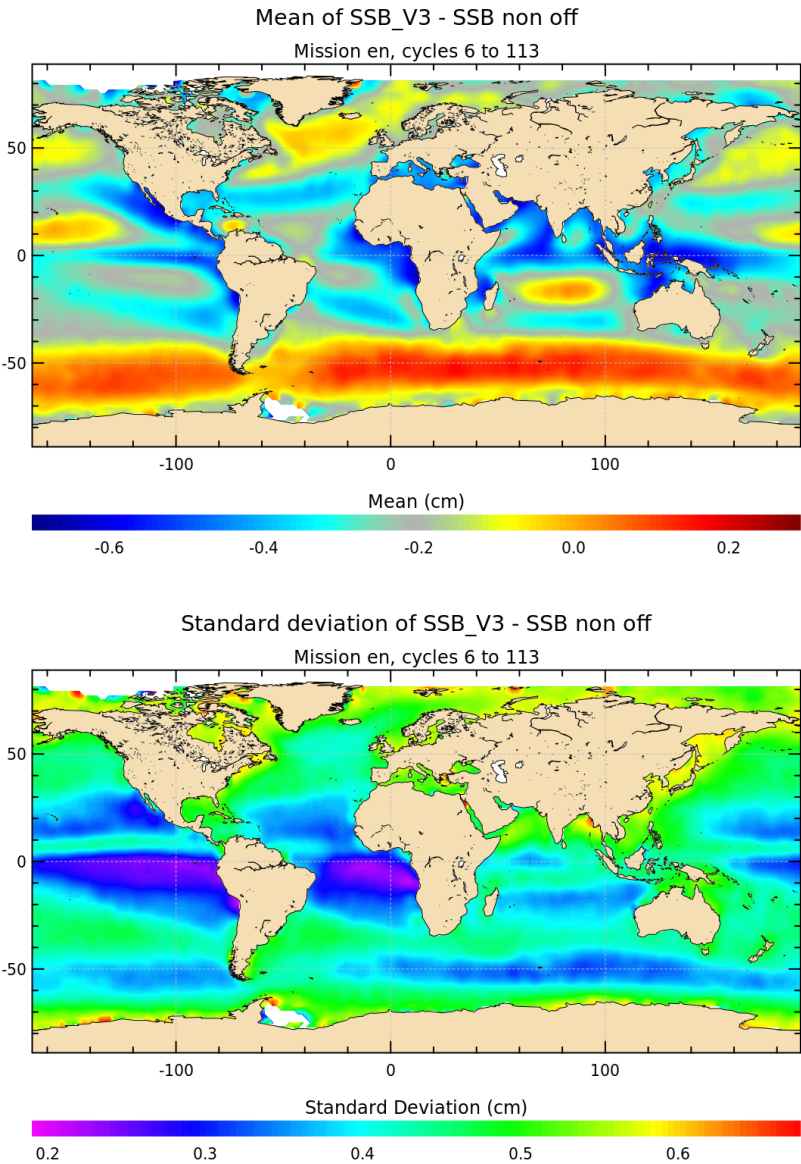 Mean of SSB_V3 - SSB non off
Mission en, cycles 6 to 113
50
0
-50
-100 0 100
Mean (cm)
-0.6 -0.4 -0.2 0.0 0.2
Standard deviation of SSB_V3 - SSB non off
Mission en, cycles 6 to 113
50
0
-50
-100 0 100
Standard Deviation (cm)
0.2 0.3 0.4 0.5 0.6